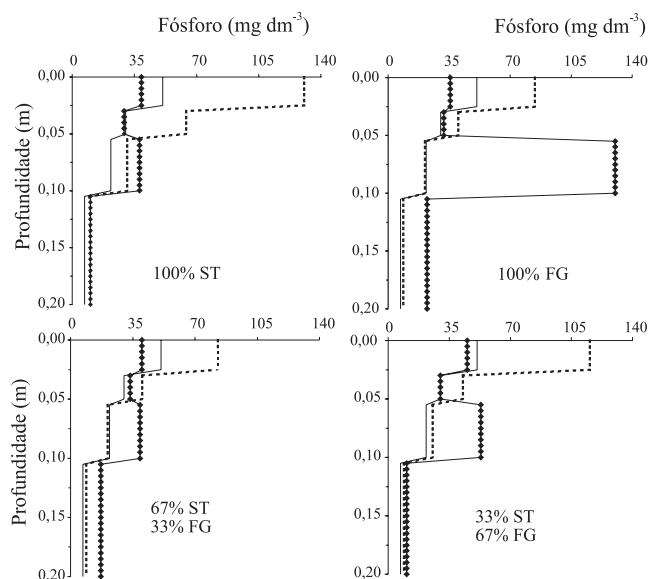 Fósforo (mg dm-3) Fósforo (mg dm-3)
0 35 70 105 140 0 35 70 105 140
0,00 0,00
0,05 0,05
0,10 0,10
0,15 0,15
0,20 0,20
Profundidade (m)
100% ST 100% FG
0 35 70 105 140 0 35 70 105 140
0,00 0,00
0,05 0,05
0,10 0,10
0,15 0,15
0,20 0,20
Profundidade (m)
67% ST 33% ST
33% FG 67% FG